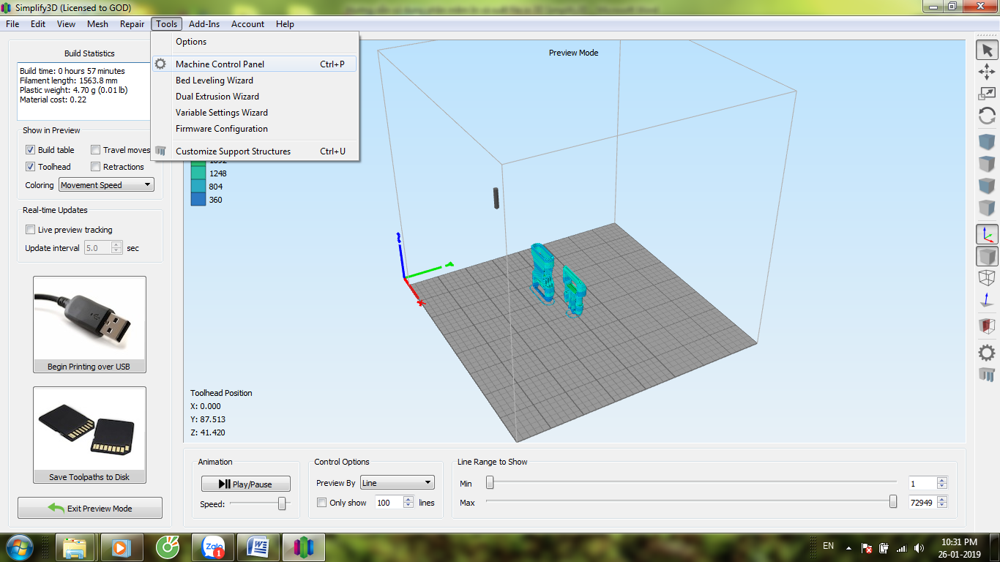 Simplify3D (Licensed to GOD)
File Edit View Mesh Repair Tools Add-Ins Account Help
Build Statistics
Build time: 0 hours 57 minutes
Filament length: 1563.8 mm
Plastic weight: 4.70 g (0.01 lb)
Material cost: 0.22
Show in Preview
Build table
Travel moves
Toolhead
Retractions
Coloring Movement Speed
Real-time Updates
Live preview tracking
Update interval 5.0 sec
Begin Printing over USB
Save Toolpaths to Disk
Exit Preview Mode
Options
Machine Control Panel Ctrl+P
Bed Leveling Wizard
Dual Extrusion Wizard
Variable Settings Wizard
Firmware Configuration
Customize Support Structures Ctrl+U
Preview Mode
1248
804
360
Toolhead Position
X: 0.000
Y: 87.513
Z: 41.420
Animation
Play/Pause
Speed:
Control Options
Preview By Line
Only show 100 lines
Line Range to Show
Min 1
Max 72949
Zalo
1
W
EN
10:31 PM
26-01-2019